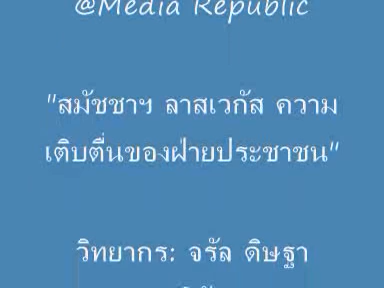 @Media Republic
"สมัชชาฯ ลาสเวกัส ความ
เติบตื่นของฝ่ายประชาชน"
วิทยากร: จรัล ดิษฐา